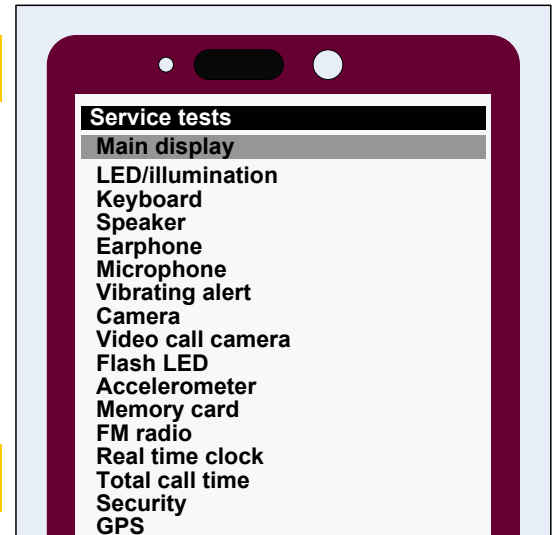 Service tests
Main display
LED/illumination
Keyboard
Speaker
Earphone
Microphone
Vibrating alert
Camera
Video call camera
Flash LED
Accelerometer
Memory card
FM radio
Real time clock
Total call time
Security
GPS